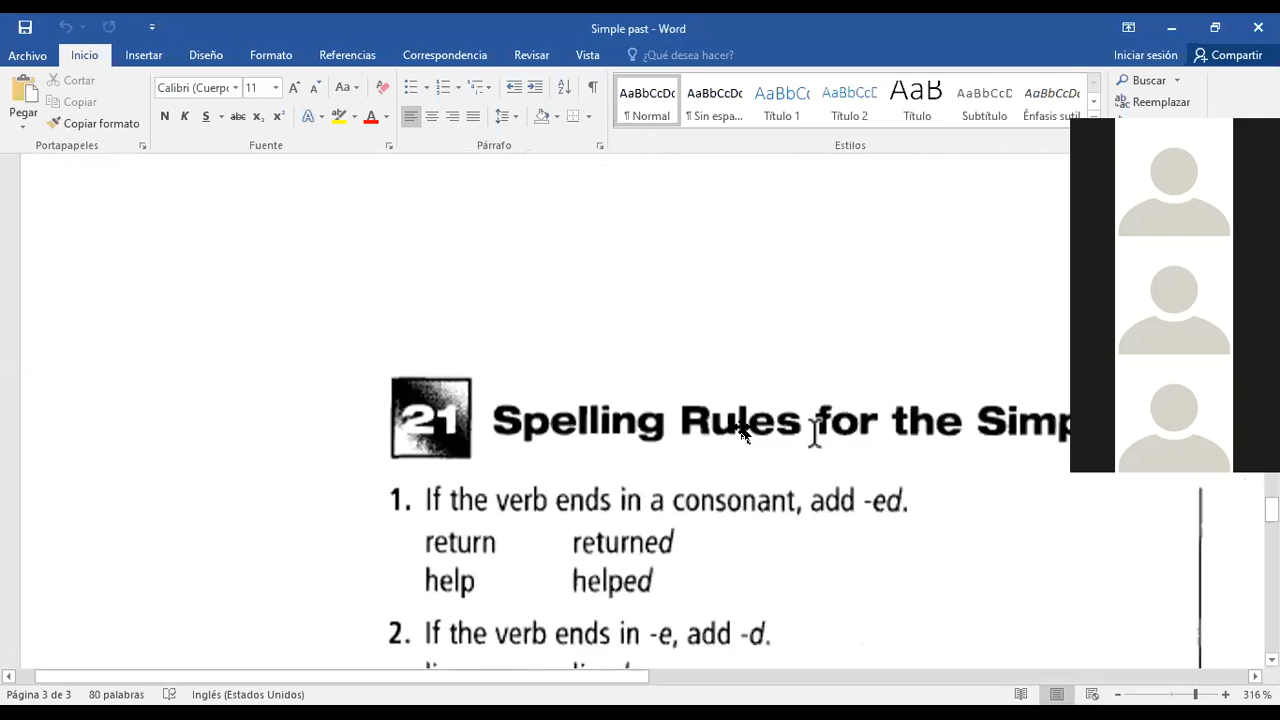 Simple past - Word
Archivo Inicio Insertar Diseño Formato Referencias Correspondencia Revisar Vista ¿Qué desea hacer? Iniciar sesión Compartir
Pegar
Cortar
Copiar
Copiar formato
Portapapeles
Calibri (Cuerpo 11
Fuente
Párrafo
AaBbCcDc AaBbCcDc AaBbCc AaBbCcC AaB AaBbCcD AaBbCcDt
¶ Normal ¶ Sin espa... Título 1 Título 2 Título Subtítulo Énfasis sutil
Estilos
Buscar
Reemplazar
21 Spelling Rules for the Simp
1. If the verb ends in a consonant, add -ed.
return returned
help helped
2. If the verb ends in -e, add -d.
Página 3 de 3 80 palabras Inglés (Estados Unidos) 316 %